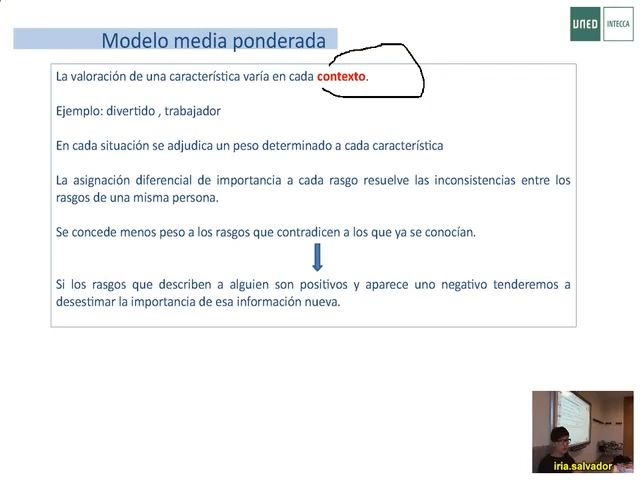 UNED INTECCA
Modelo media ponderada
La valoración de una característica varía en cada contexto.
Ejemplo: divertido , trabajador
En cada situación se adjudica un peso determinado a cada característica
La asignación diferencial de importancia a cada rasgo resuelve las inconsistencias entre los
rasgos de una misma persona.
Se concede menos peso a los rasgos que contradicen a los que ya se conocían.
Si los rasgos que describen a alguien son positivos y aparece uno negativo tenderemos a
desestimar la importancia de esa información nueva.
iria.salvador